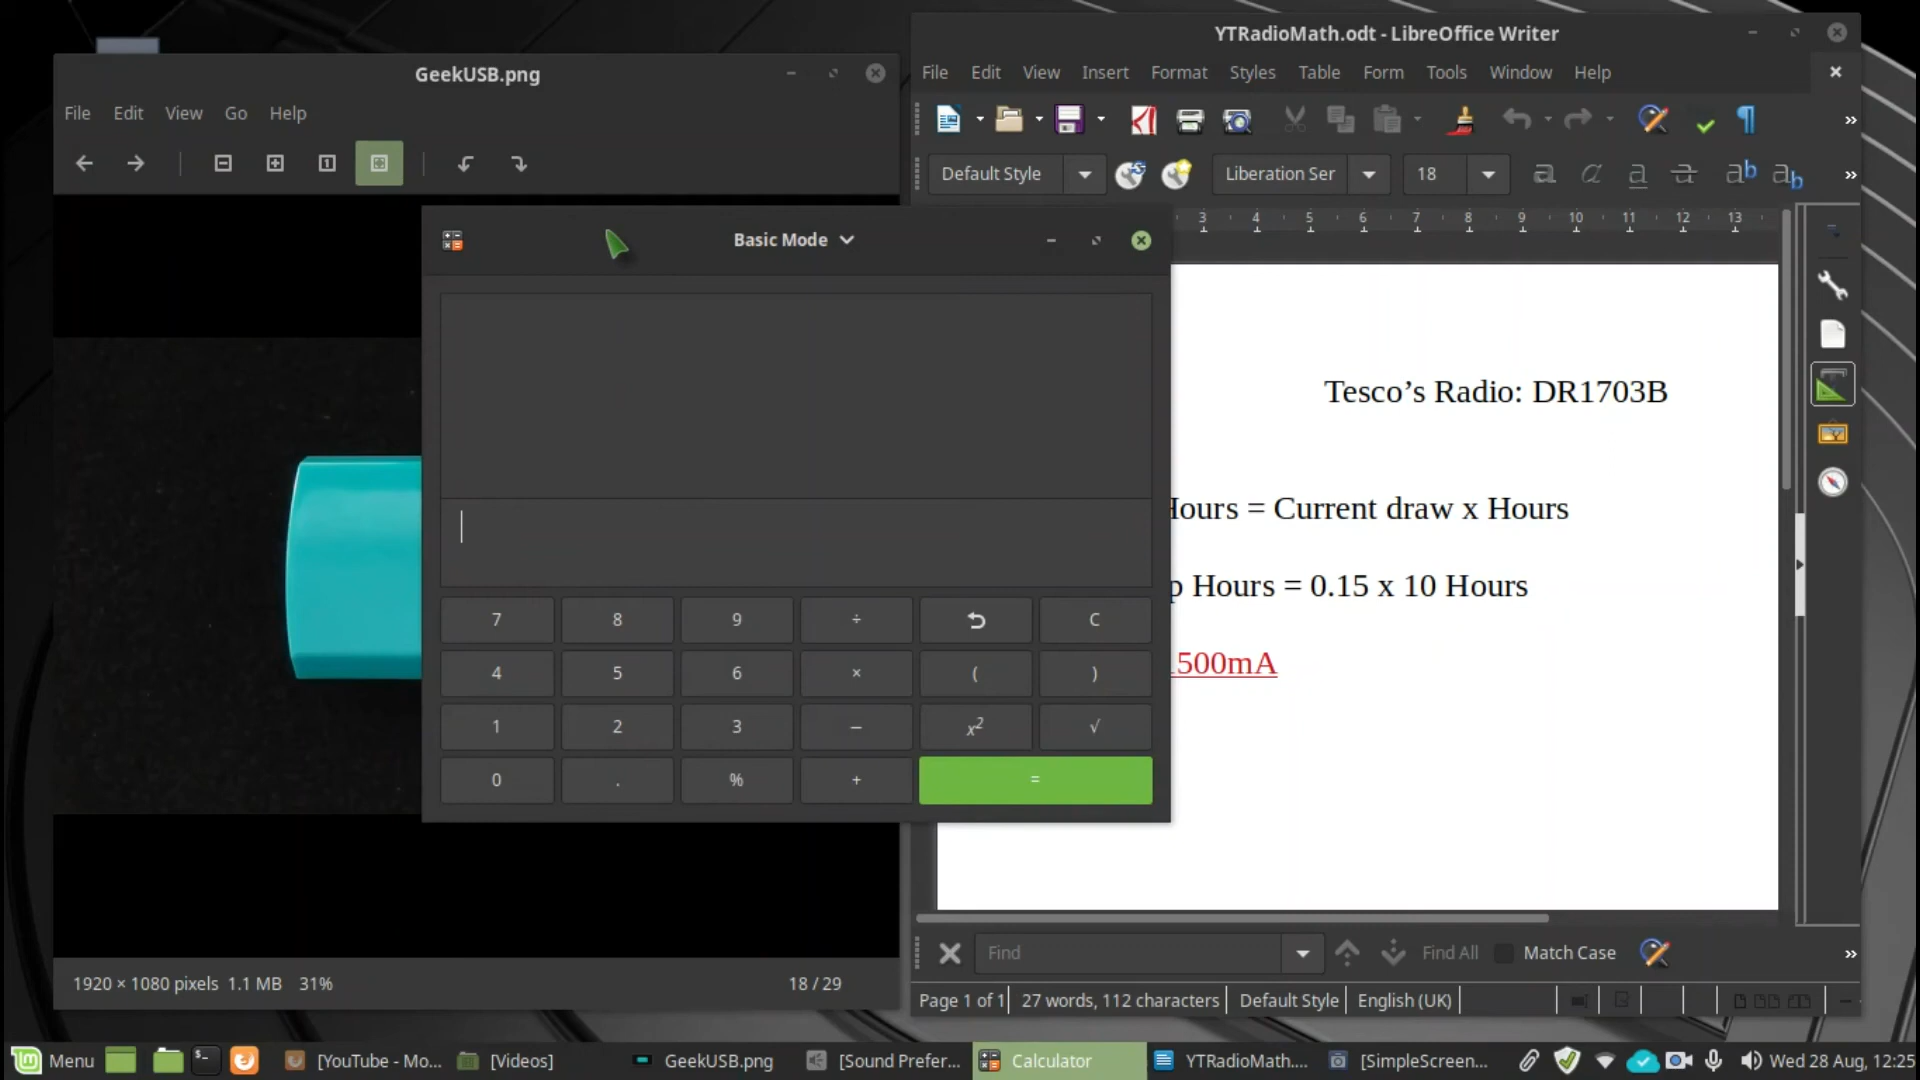 GeekUSB.png
File Edit View Go Help
YTRadioMath.odt - LibreOffice Writer
File Edit View Insert Format Styles Table Form Tools Window Help
Default Style
Liberation Ser
18
3 4 5 6 7 8 9 10 11 12 13
Basic Mode
7 8 9 ÷ C
4 5 6 × ( )
1 2 3 − x² √
0 . % + =
Tesco’s Radio: DR1703B
Hours = Current draw x Hours
p Hours = 0.15 x 10 Hours
500mA
Find
Find All
Match Case
Page 1 of 1
27 words, 112 characters
Default Style
English (UK)
1920 × 1080 pixels 1.1 MB 31%
18 / 29
Menu
[YouTube - Mo...
[Videos]
GeekUSB.png
[Sound Prefer...
Calculator
YTRadioMath....
[SimpleScreen...
Wed 28 Aug, 12:25